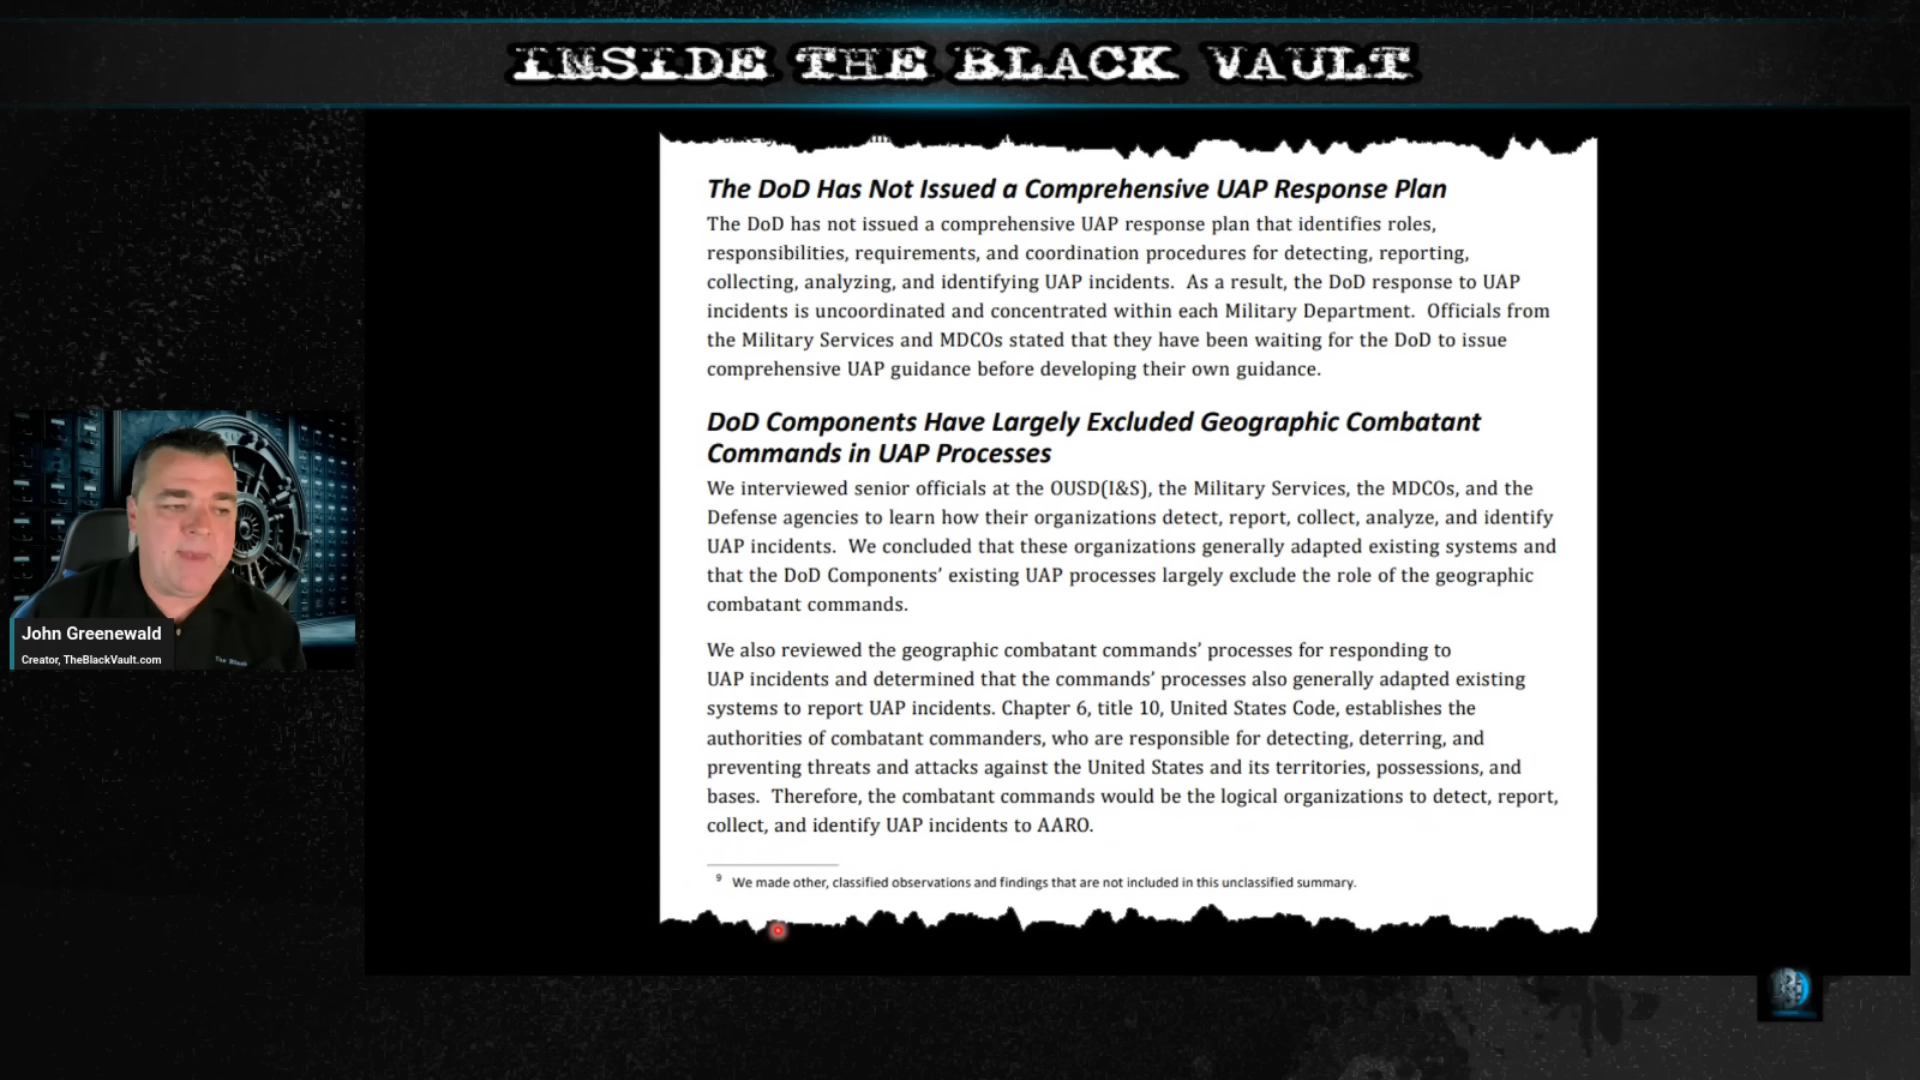 INSIDE THE BLACK VAULT
The DoD Has Not Issued a Comprehensive UAP Response Plan
The DoD has not issued a comprehensive UAP response plan that identifies roles,
responsibilities, requirements, and coordination procedures for detecting, reporting,
collecting, analyzing, and identifying UAP incidents.  As a result, the DoD response to UAP
incidents is uncoordinated and concentrated within each Military Department.  Officials from
the Military Services and MDCOs stated that they have been waiting for the DoD to issue
comprehensive UAP guidance before developing their own guidance.
DoD Components Have Largely Excluded Geographic Combatant
Commands in UAP Processes
We interviewed senior officials at the OUSD(I&S), the Military Services, the MDCOs, and the
Defense agencies to learn how their organizations detect, report, collect, analyze, and identify
UAP incidents.  We concluded that these organizations generally adapted existing systems and
that the DoD Components’ existing UAP processes largely exclude the role of the geographic
combatant commands.
We also reviewed the geographic combatant commands’ processes for responding to
UAP incidents and determined that the commands’ processes also generally adapted existing
systems to report UAP incidents. Chapter 6, title 10, United States Code, establishes the
authorities of combatant commanders, who are responsible for detecting, deterring, and
preventing threats and attacks against the United States and its territories, possessions, and
bases.  Therefore, the combatant commands would be the logical organizations to detect, report,
collect, and identify UAP incidents to AARO.
9 We made other, classified observations and findings that are not included in this unclassified summary.
John Greenewald
Creator, TheBlackVault.com
The Black